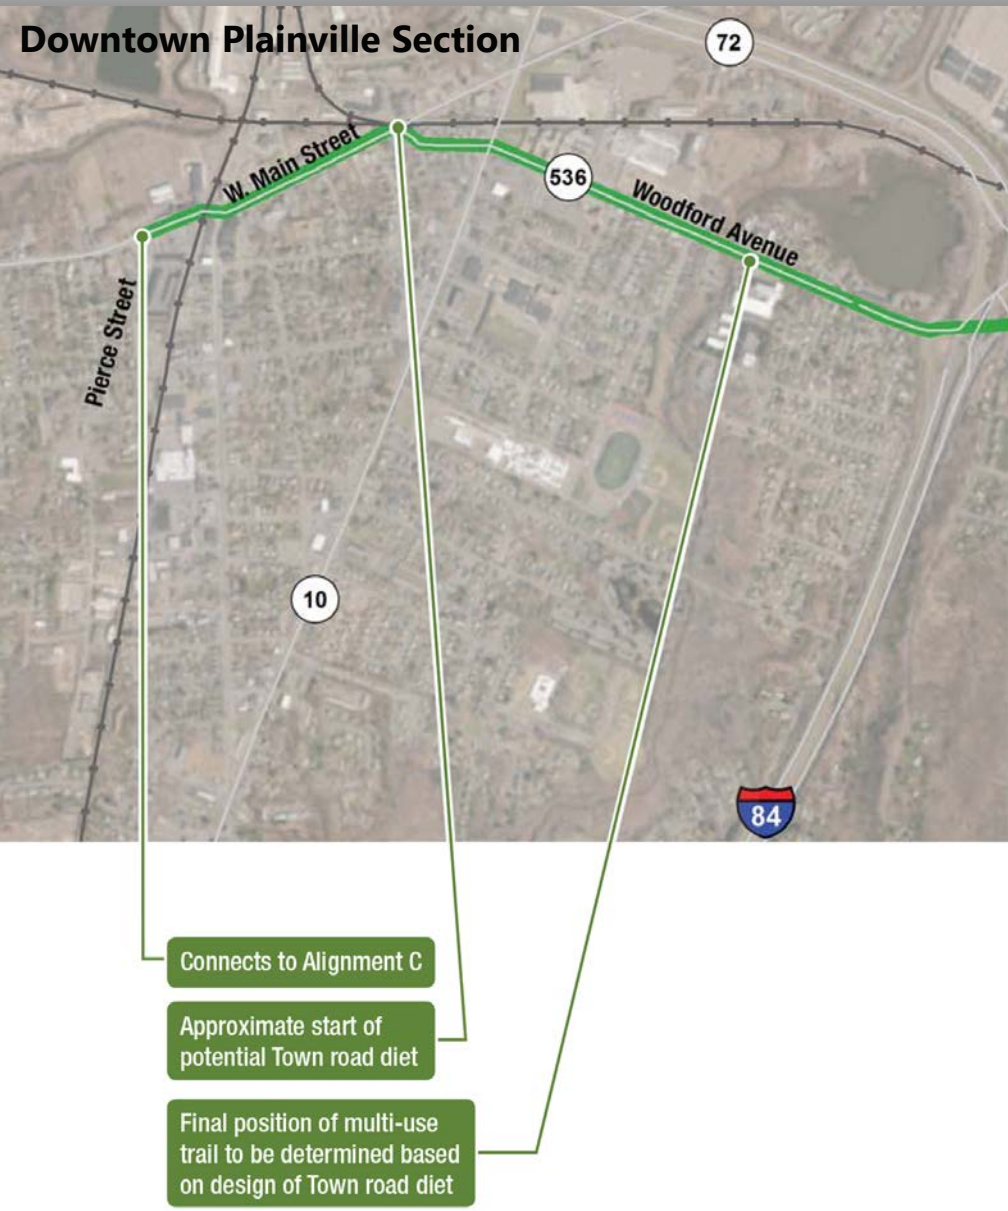 Downtown Plainville Section
72
W. Main Street
536
Woodford Avenue
Pierce Street
10
84
Connects to Alignment C
Approximate start of
potential Town road diet
Final position of multi-use
trail to be determined based
on design of Town road diet